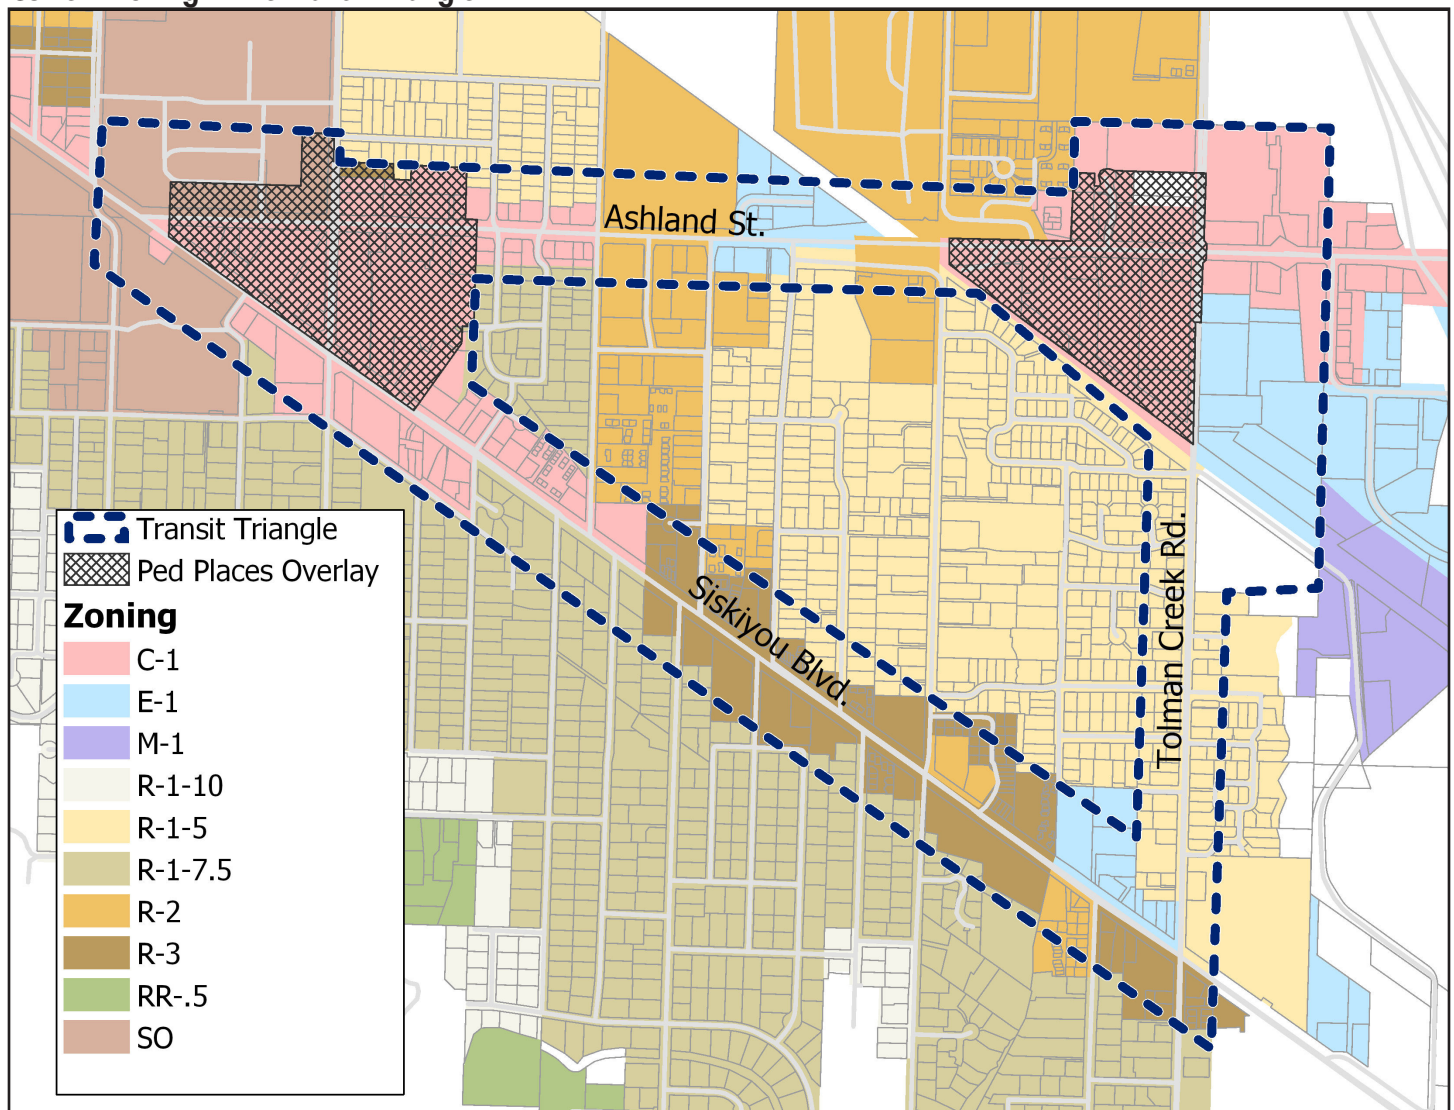 Ashland St.
Siskiyou Blvd.
Tolman Creek Rd.
Transit Triangle
Ped Places Overlay
Zoning
C-1
E-1
M-1
R-1-10
R-1-5
R-1-7.5
R-2
R-3
RR-.5
SO